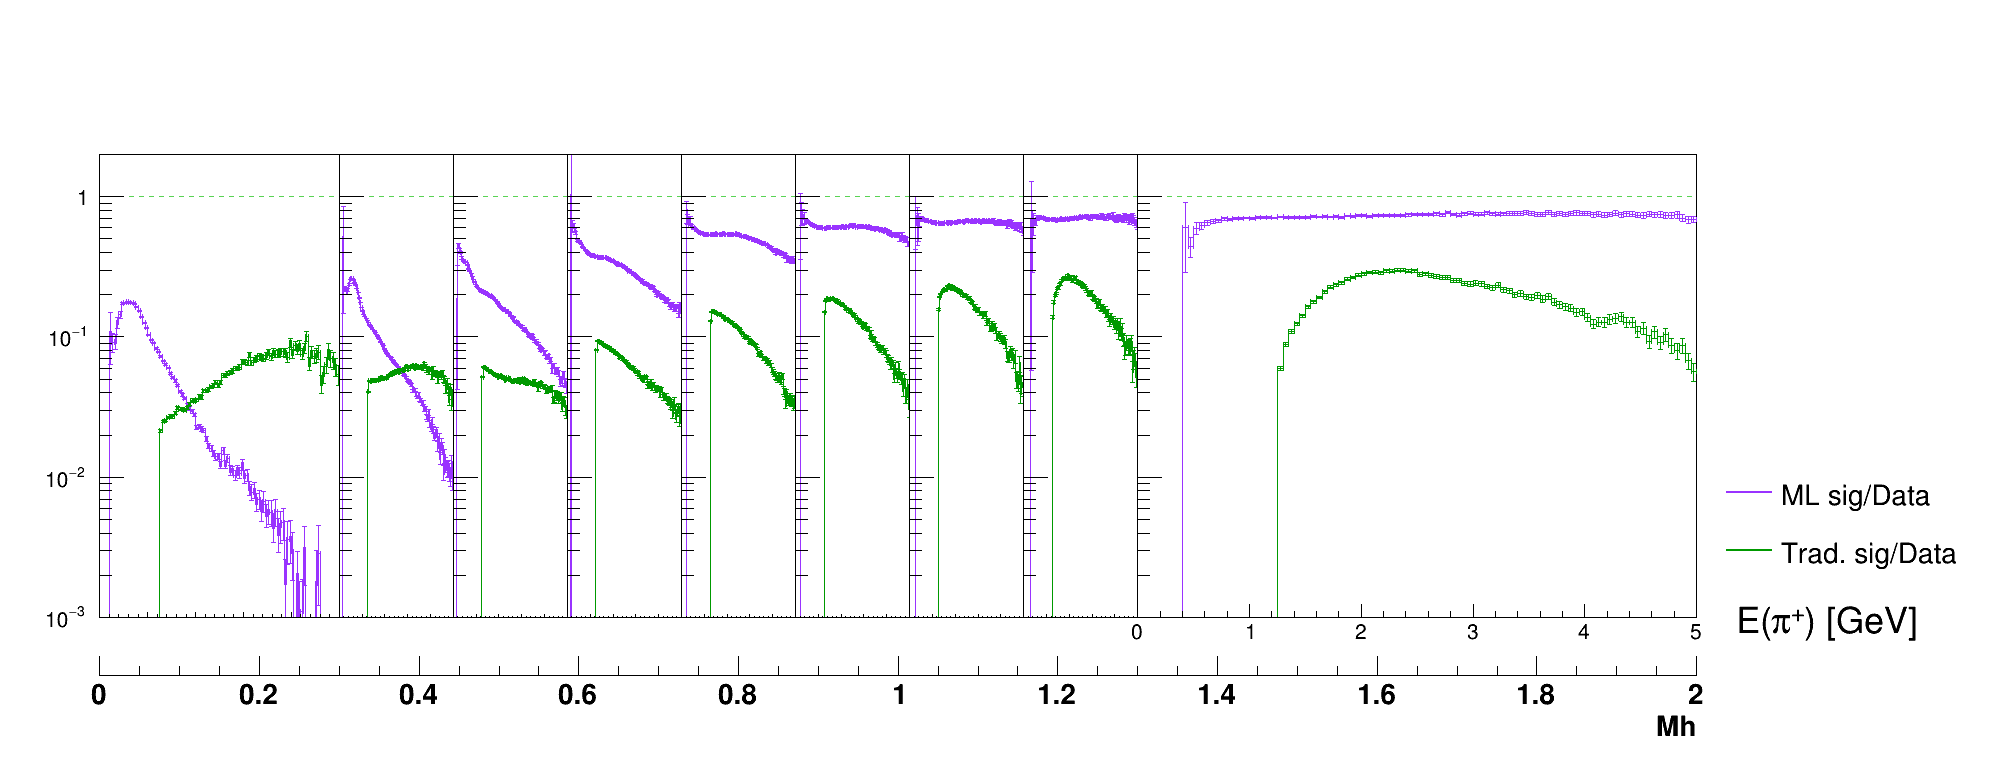 1
10⁻¹
10⁻²
10⁻³
ML sig/Data
Trad. sig/Data
0 1 2 3 4 5
E(π⁺) [GeV]
0 0.2 0.4 0.6 0.8 1 1.2 1.4 1.6 1.8 2
Mh